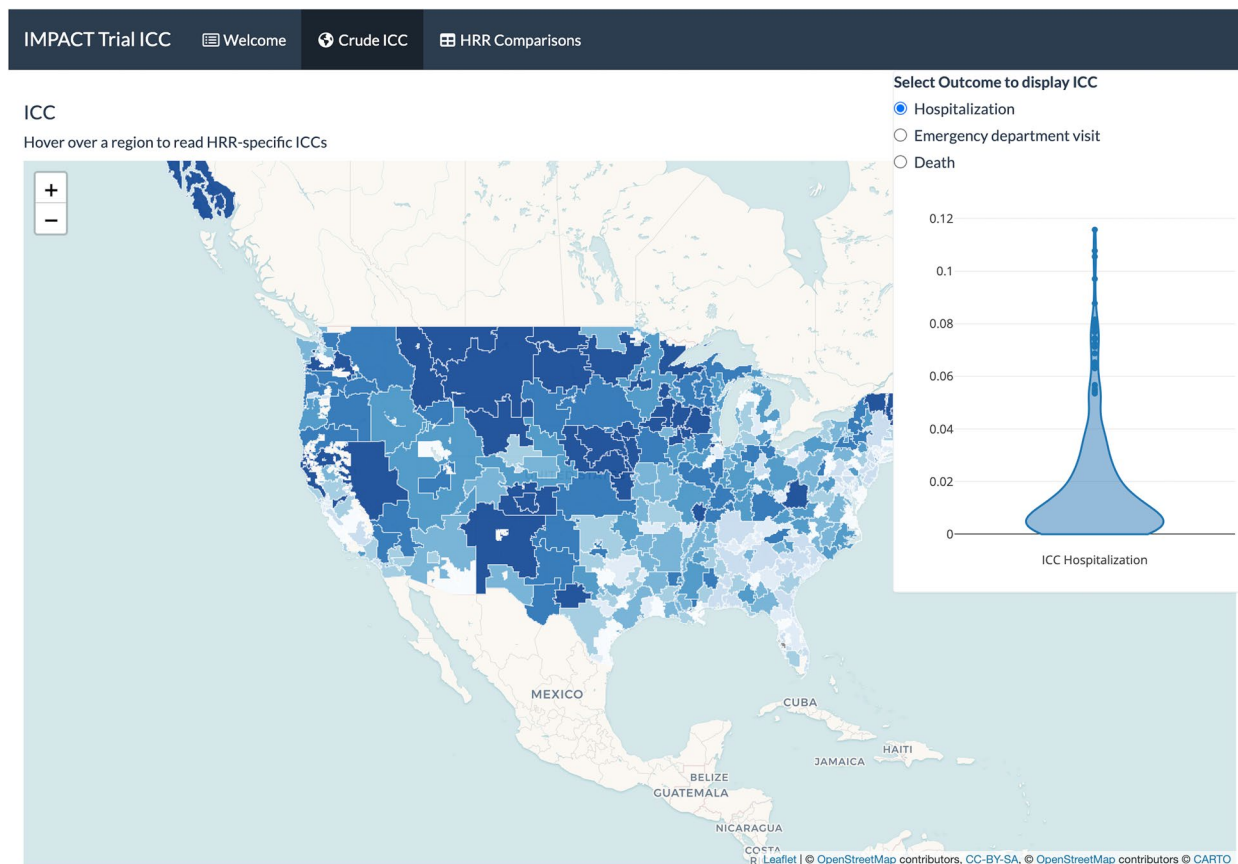 IMPACT Trial ICC Welcome Crude ICC HRR Comparisons
ICC
Hover over a region to read HRR-specific ICCs
+
−
Select Outcome to display ICC
Hospitalization
Emergency department visit
Death
0.12
0.1
0.08
0.06
0.04
0.02
0
ICC Hospitalization
MEXICO
CUBA
HAITI
JAMAICA
BELIZE
GUATEMALA
NICARAGUA
COSTA
Leaflet | © OpenStreetMap contributors, CC-BY-SA, © OpenStreetMap contributors © CARTO